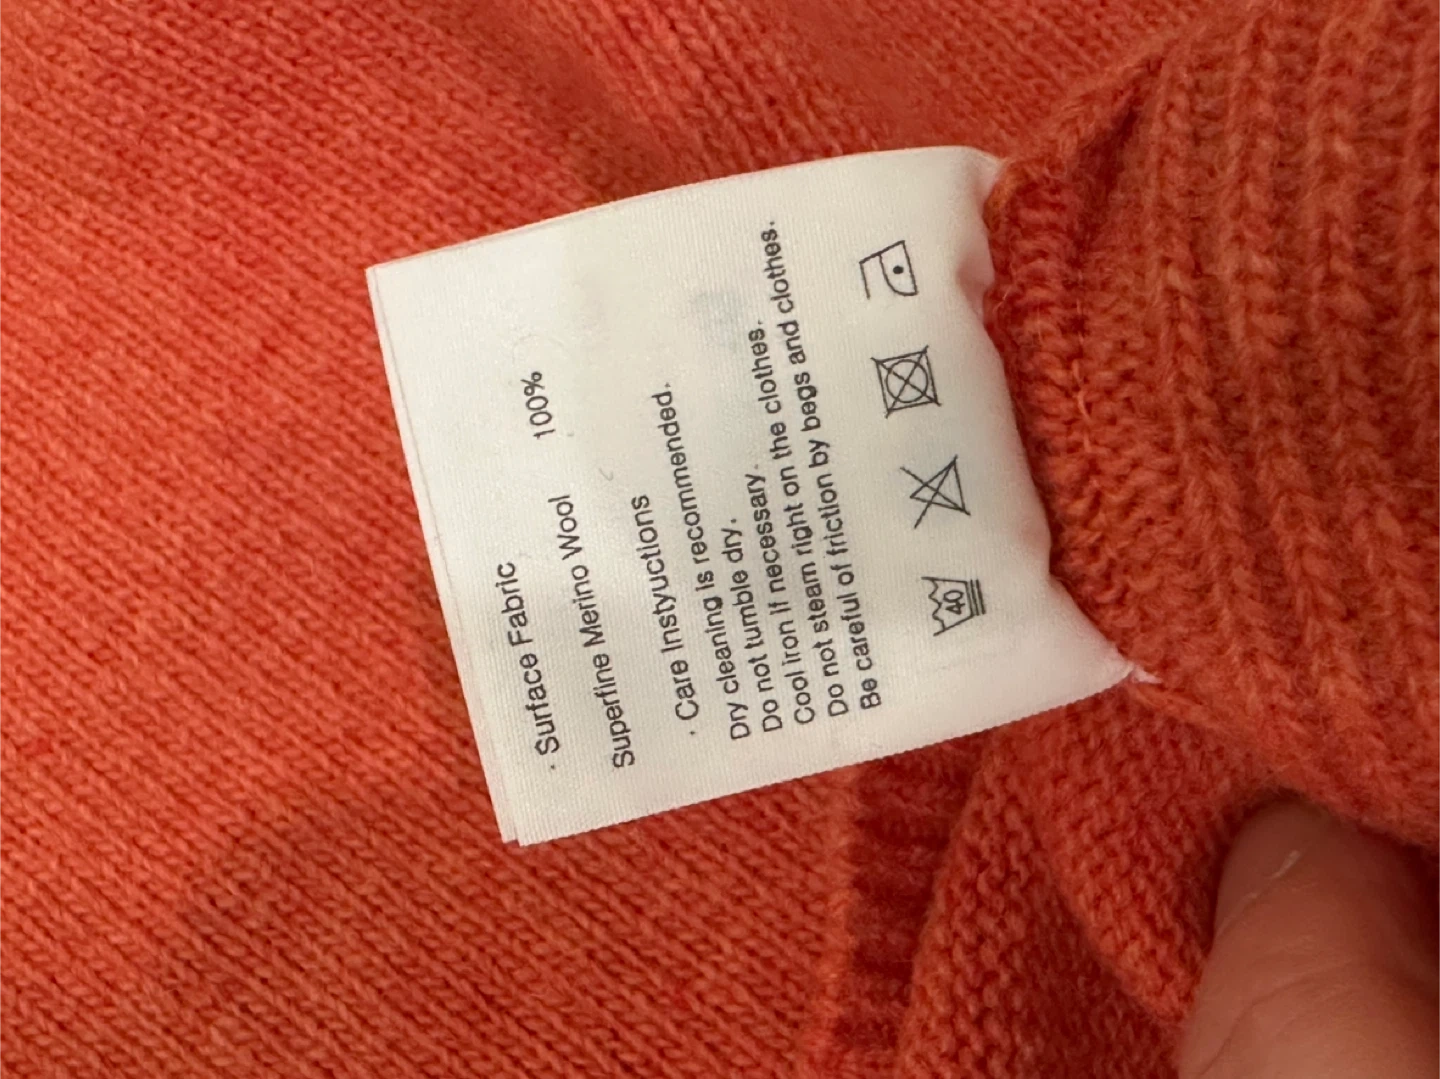 · Surface Fabric
Superfine Merino Wool 100%
· Care Instyuctions
Dry cleaning is recommended.
Do not tumble dry.
Cool iron if necessary.
Do not steam right on the clothes.
Be careful of friction by begs and clothes.
40